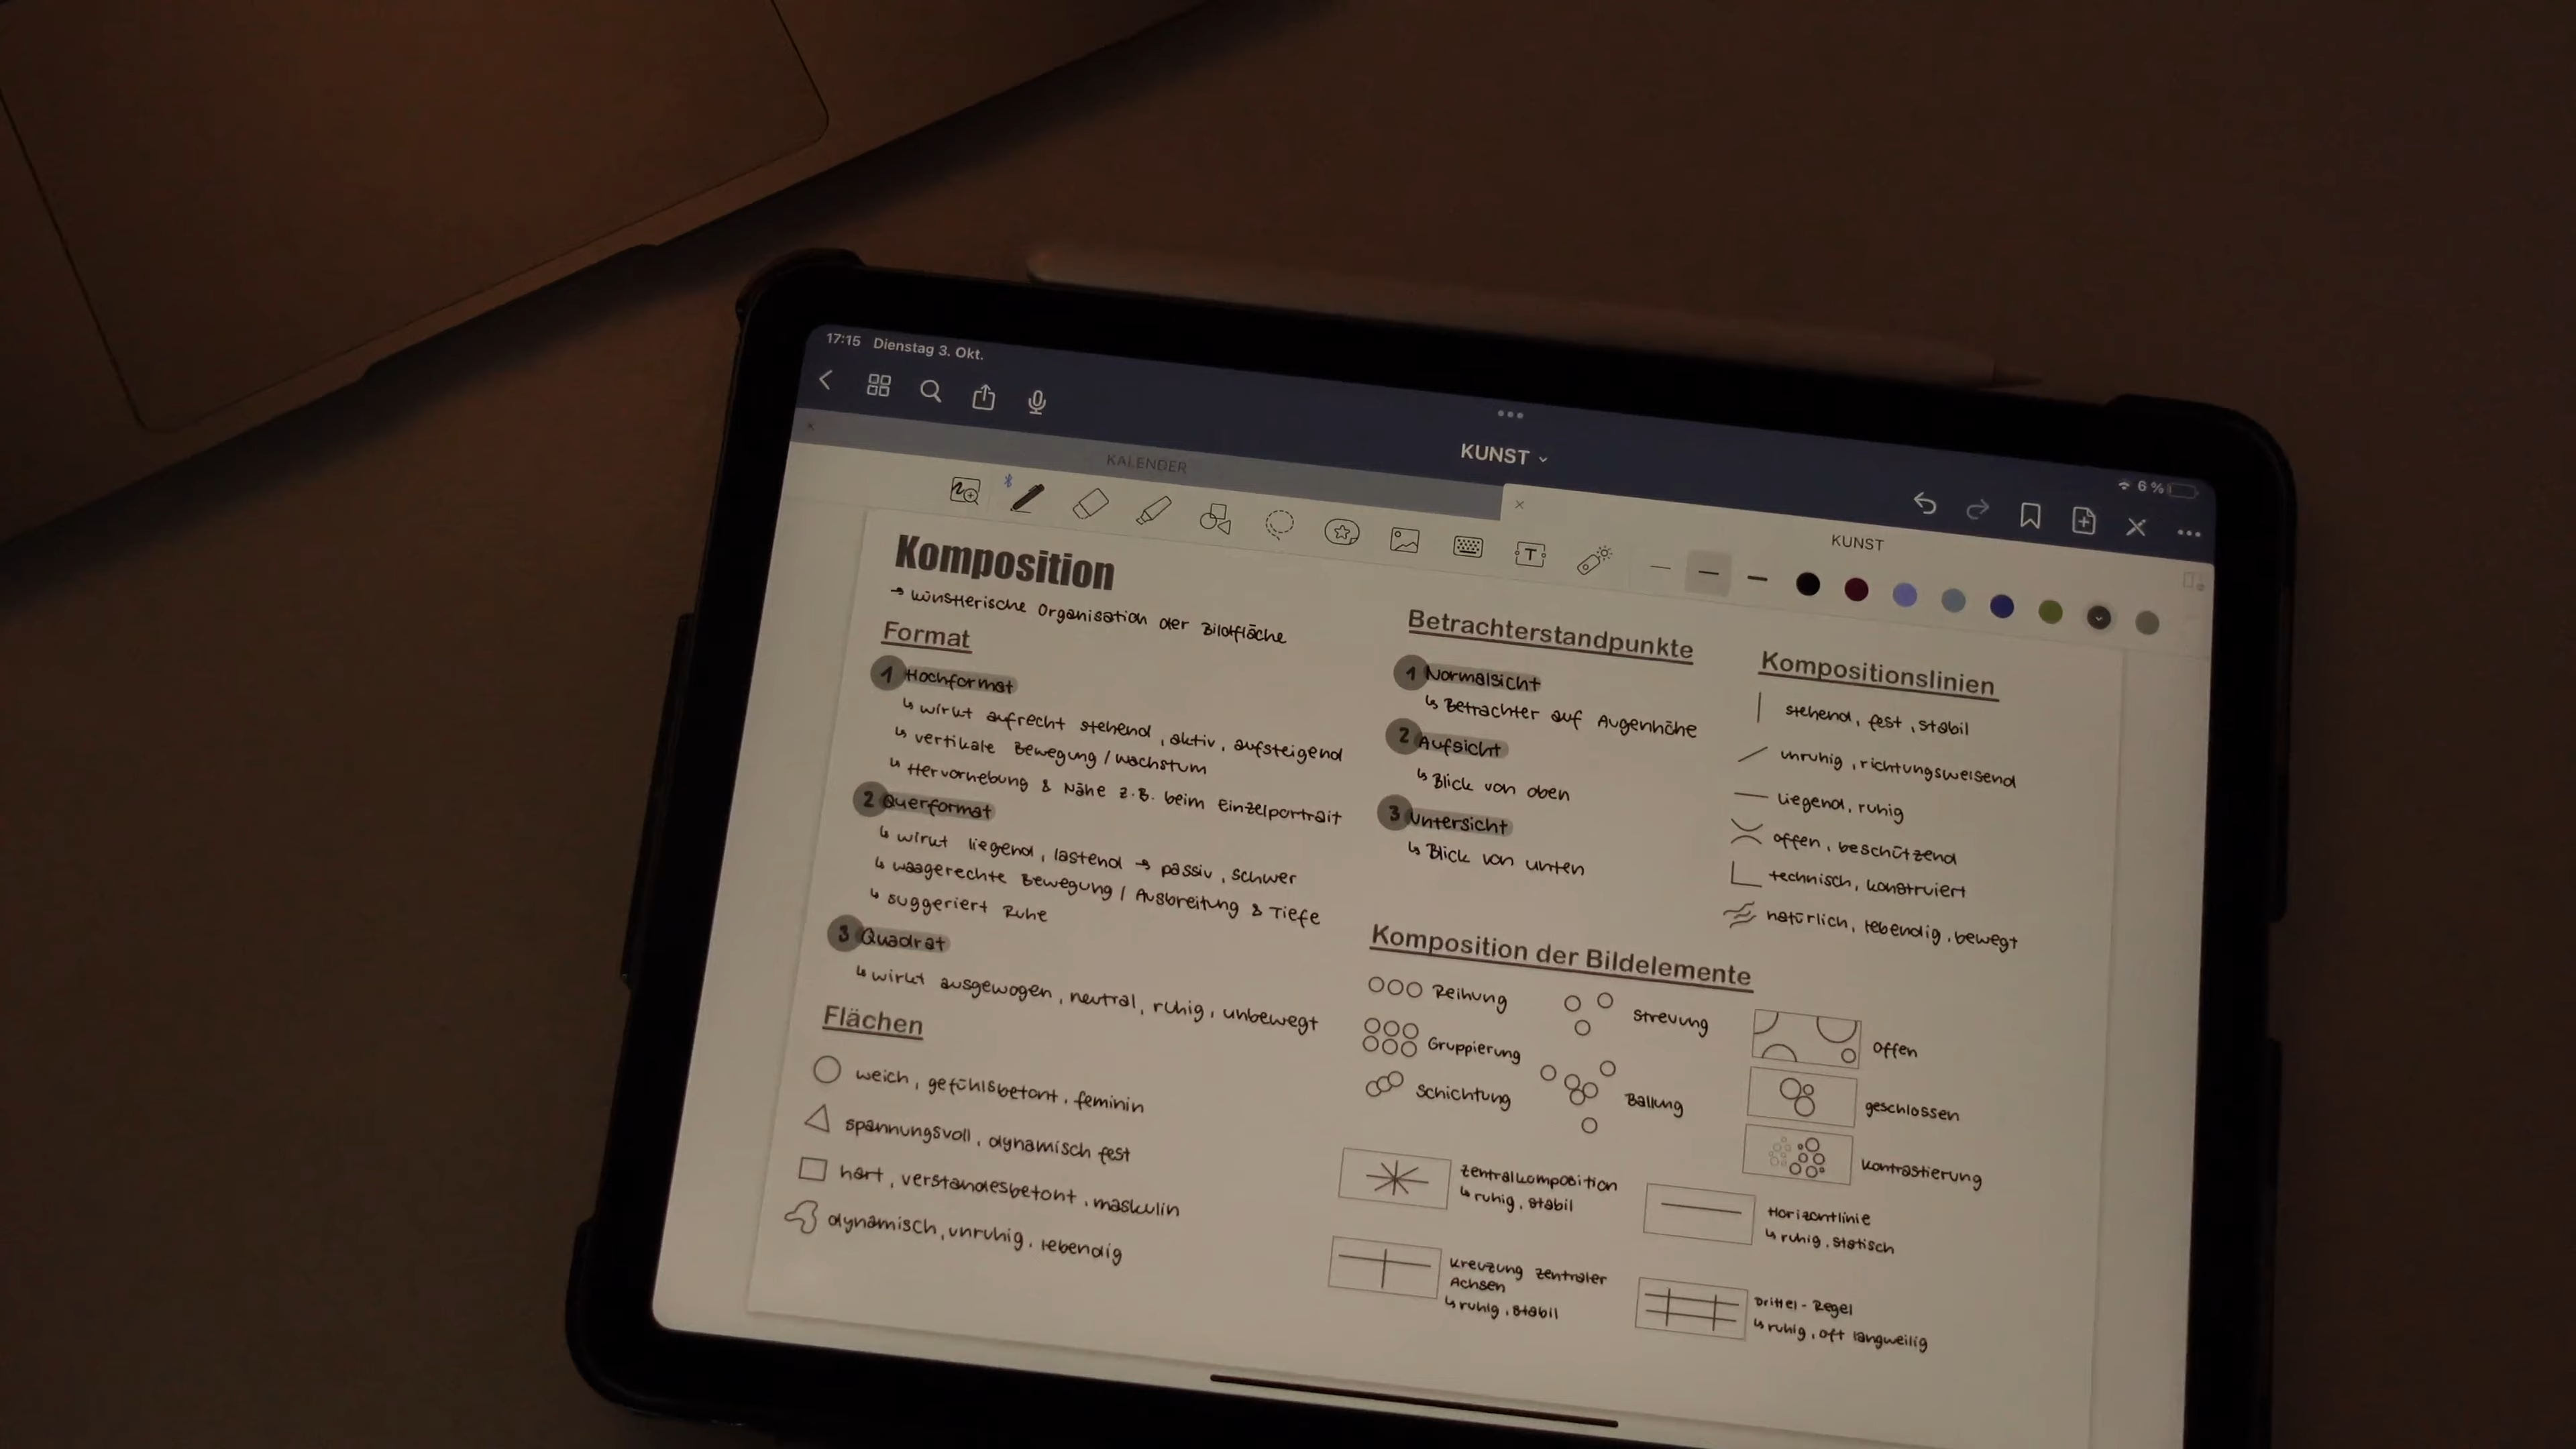 17:15 Dienstag 3. Okt.
6 %
KUNST
KALENDER
KUNST
Komposition
→ künstlerische Organisation der Bildfläche
Format
1 Hochformat
↳ wirkt aufrecht stehend, aktiv, aufsteigend
↳ vertikale Bewegung / Wachstum
↳ Hervorhebung & Nähe z.B. beim Einzelportrait
2 Querformat
↳ wirkt liegend, lastend → passiv, schwer
↳ waagerechte Bewegung / Ausbreitung & Tiefe
↳ suggeriert Ruhe
3 Quadrat
↳ wirkt ausgewogen, neutral, ruhig, unbewegt
Flächen
weich, gefühlsbetont, feminin
spannungsvoll, dynamisch fest
hart, verstandesbetont, maskulin
dynamisch, unruhig, lebendig
Betrachterstandpunkte
1 Normalsicht
↳ Betrachter auf Augenhöhe
2 Aufsicht
↳ Blick von oben
3 Untersicht
↳ Blick von unten
Kompositionslinien
stehend, fest, stabil
unruhig, richtungsweisend
liegend, ruhig
offen, beschützend
technisch, konstruiert
natürlich, lebendig, bewegt
Komposition der Bildelemente
Reihung
Streuung
Offen
Gruppierung
Schichtung
Ballung
geschlossen
Kontrastierung
Zentralkomposition
↳ ruhig, stabil
Horizontlinie
↳ ruhig, statisch
Kreuzung zentraler
Achsen
↳ ruhig, stabil
Drittel-Regel
↳ ruhig, oft langweilig